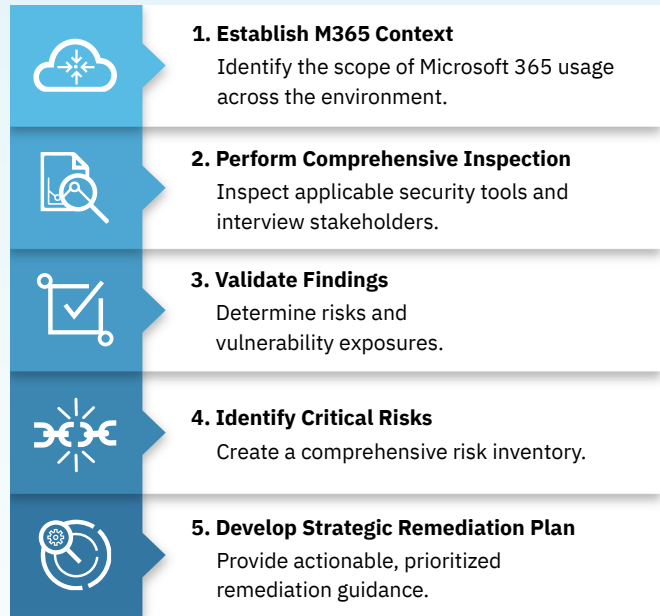 1. Establish M365 Context
Identify the scope of Microsoft 365 usage
across the environment.
2. Perform Comprehensive Inspection
Inspect applicable security tools and
interview stakeholders.
3. Validate Findings
Determine risks and
vulnerability exposures.
4. Identify Critical Risks
Create a comprehensive risk inventory.
5. Develop Strategic Remediation Plan
Provide actionable, prioritized
remediation guidance.